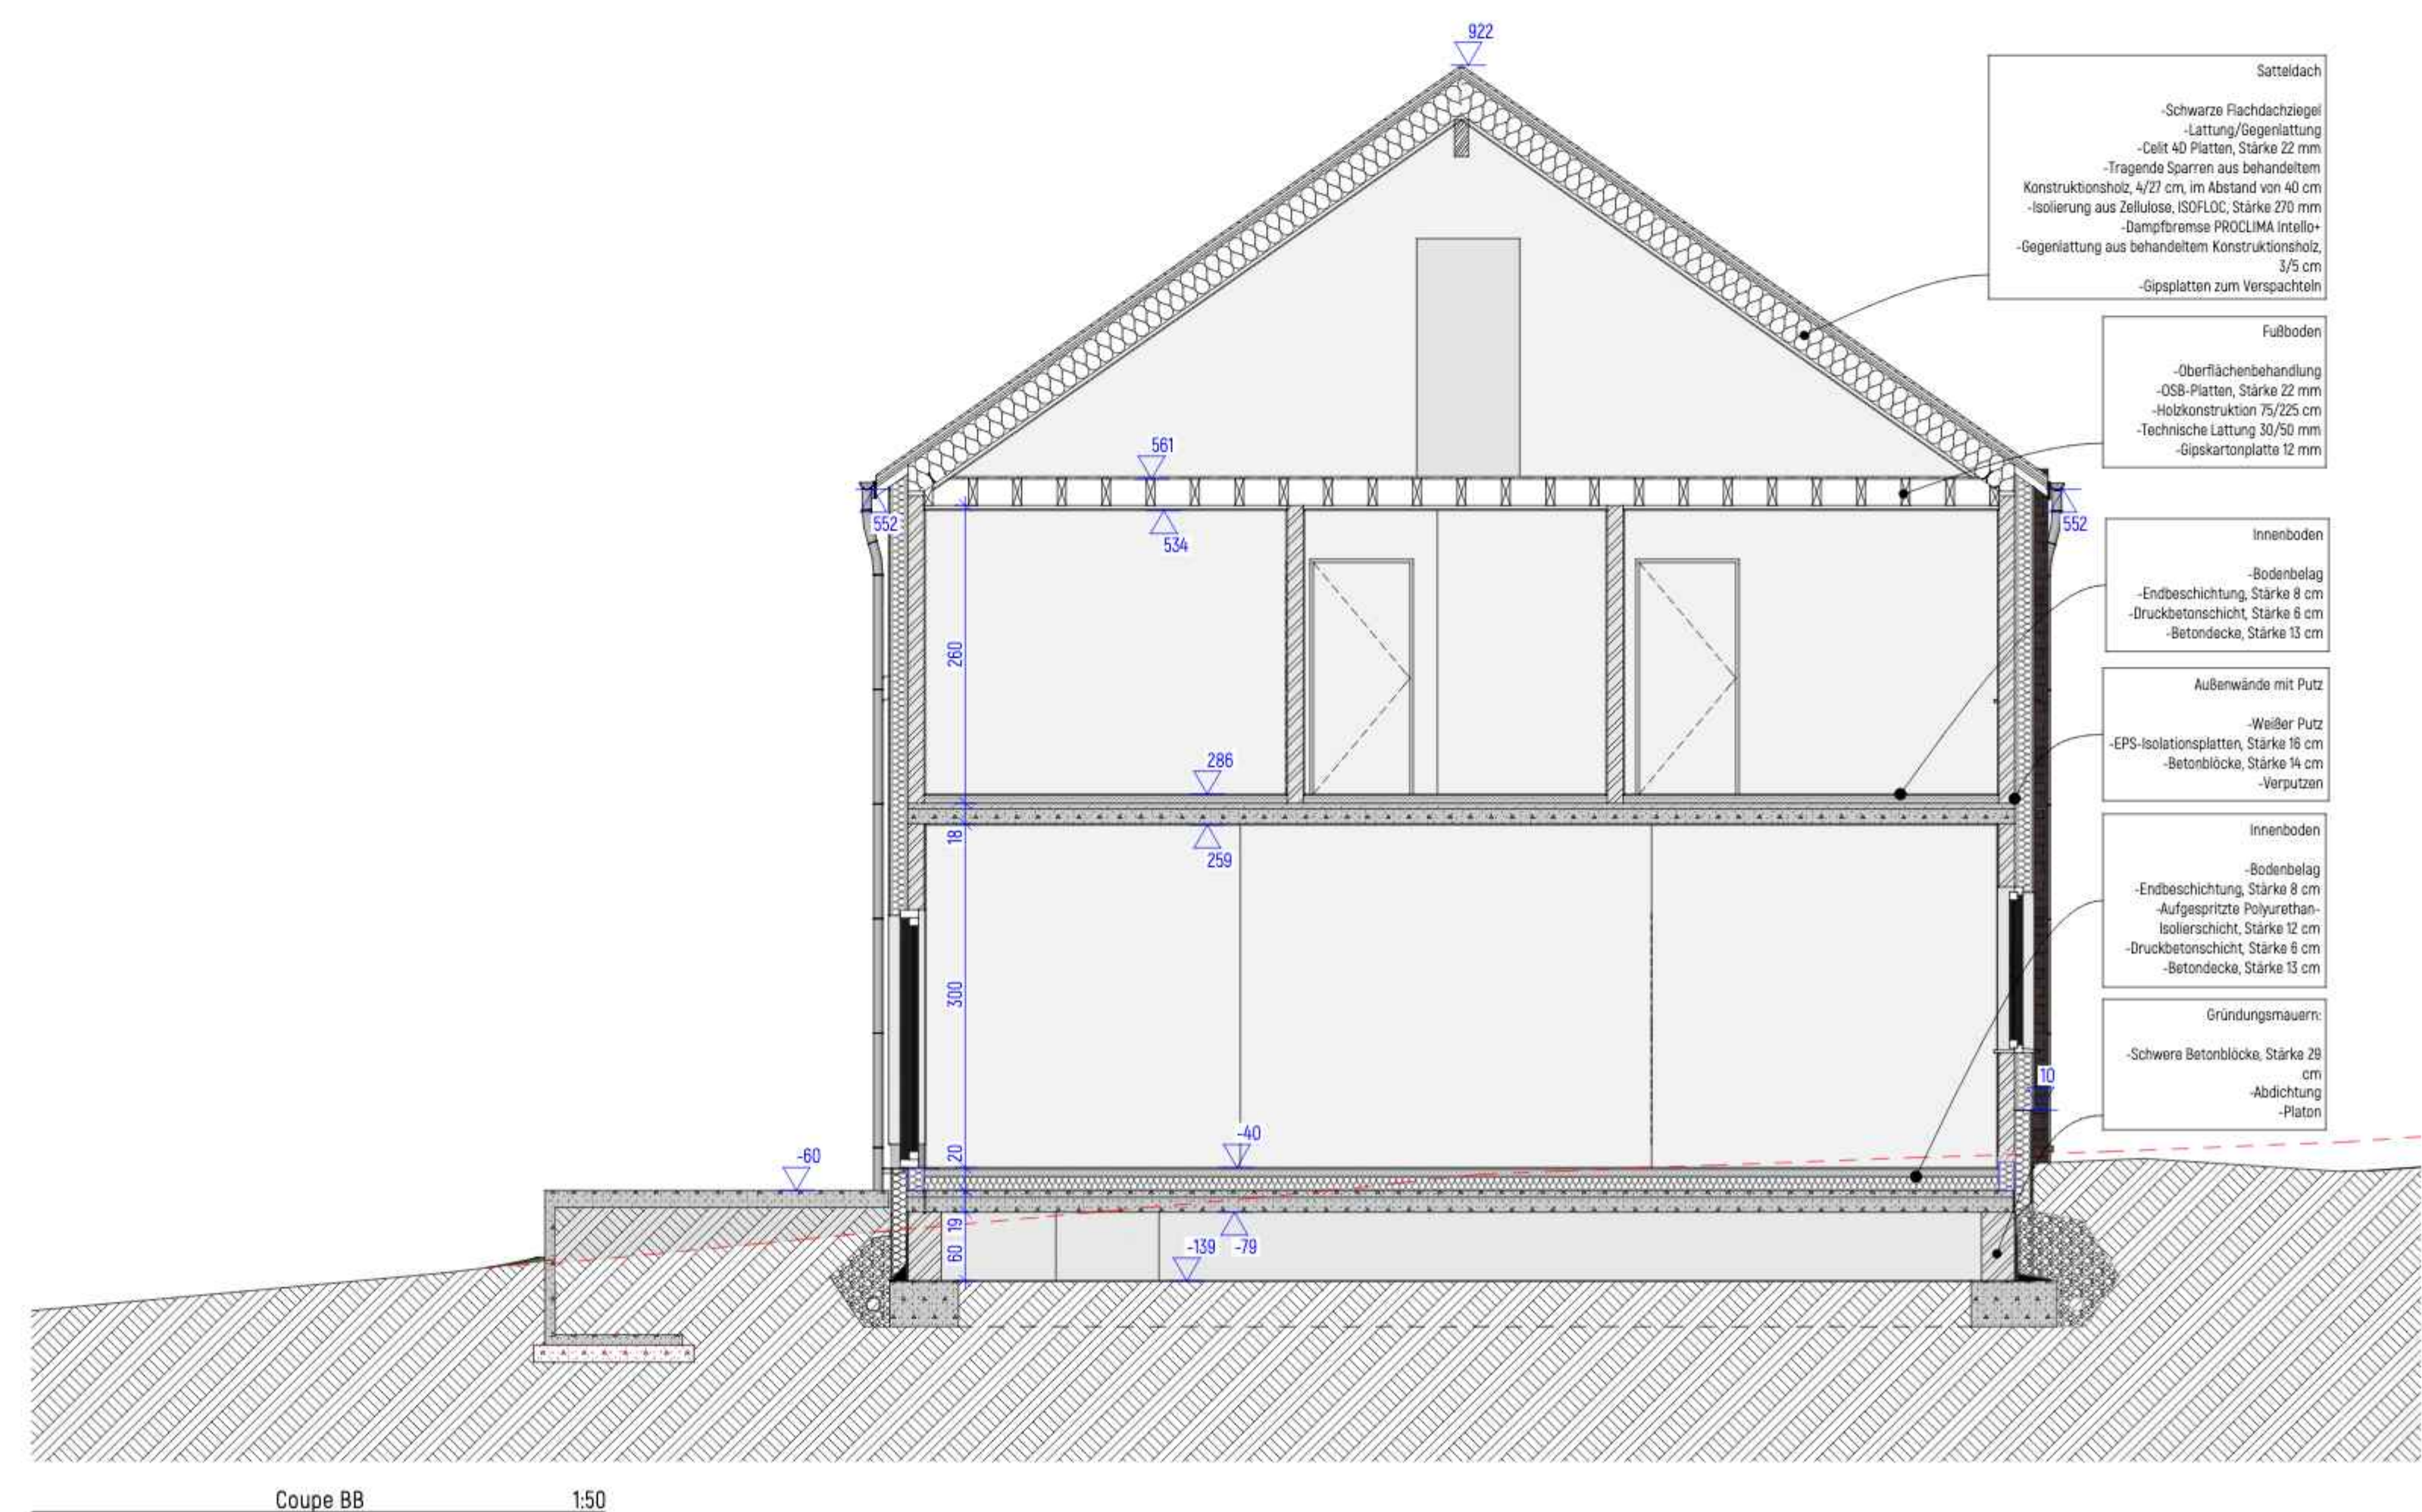 922
Satteldach
-Schwarze Flachdachziegel
-Lattung/Gegenlattung
-Celit 4D Platten, Stärke 22 mm
-Tragende Sparren aus behandeltem
Konstruktionsholz, 4/27 cm, im Abstand von 40 cm
-Isolierung aus Zellulose, ISOFLOC, Stärke 270 mm
-Dampfbremse PROCLIMA Intello+
-Gegenlattung aus behandeltem Konstruktionsholz,
3/5 cm
-Gipsplatten zum Verspachteln
Fußboden
-Oberflächenbehandlung
-OSB-Platten, Stärke 22 mm
-Holzkonstruktion 75/225 cm
-Technische Lattung 30/50 mm
-Gipskartonplatte 12 mm
561
552
534
552
Innenboden
-Bodenbelag
-Endbeschichtung, Stärke 8 cm
-Druckbetonschicht, Stärke 6 cm
-Betondecke, Stärke 13 cm
260
Außenwände mit Putz
-Weißer Putz
-EPS-Isolationsplatten, Stärke 16 cm
-Betonblöcke, Stärke 14 cm
-Verputzen
286
18
259
Innenboden
-Bodenbelag
-Endbeschichtung, Stärke 8 cm
-Aufgespritzte Polyurethan-
Isolierschicht, Stärke 12 cm
-Druckbetonschicht, Stärke 6 cm
-Betondecke, Stärke 13 cm
300
Gründungsmauern:
-Schwere Betonblöcke, Stärke 29
cm
-Abdichtung
-Platon
10
-40
20
-60
19
60
-139
-79
Coupe BB
1:50